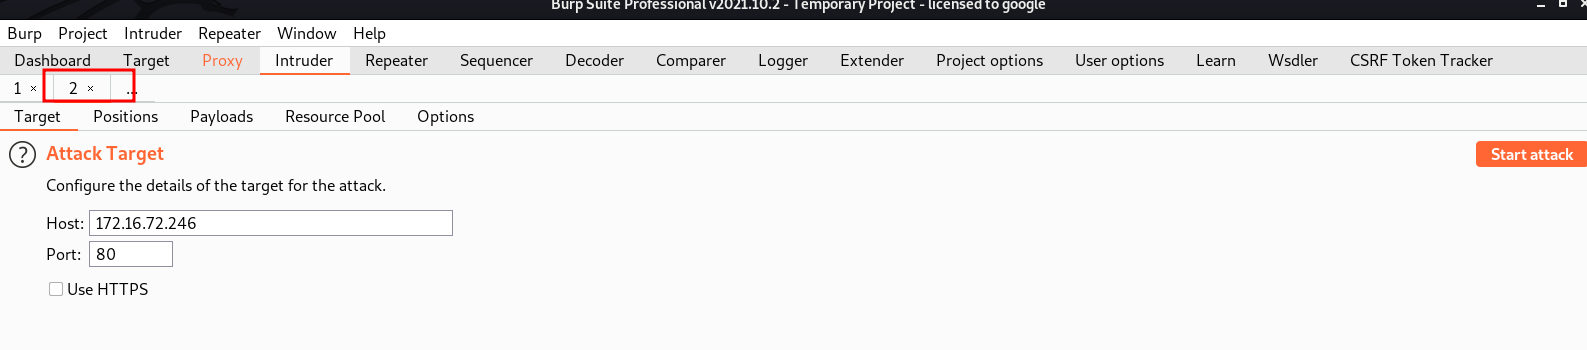 Burp Suite Professional v2021.10.2 - Temporary Project - licensed to google
Burp Project Intruder Repeater Window Help
Dashboard Target Proxy Intruder Repeater Sequencer Decoder Comparer Logger Extender Project options User options Learn Wsdler CSRF Token Tracker
1 × 2 × ...
Target Positions Payloads Resource Pool Options
? Attack Target Start attack
Configure the details of the target for the attack.
Host: 172.16.72.246
Port: 80
Use HTTPS